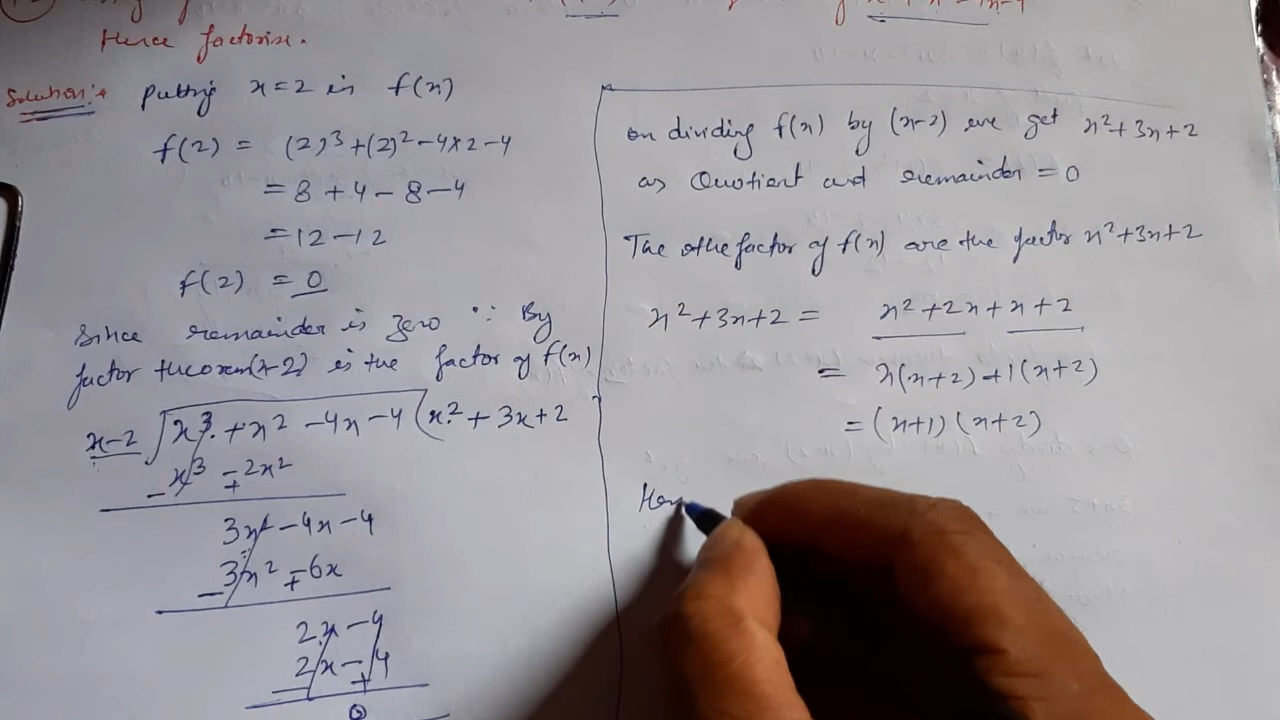 Hence factorise.
Solution:- Putting x=2 in f(x)
f(2) = (2)³+(2)²-4×2-4
= 8+4-8-4
= 12-12
f(2) = 0
Since remainder is zero ∵ By
factor theorem(x-2) is the factor of f(x)
x-2 ) x³+x²-4x-4 ( x²+3x+2
- x³ ∓ 2x²
3x²-4x-4
- 3x² ∓ 6x
2x-4
2x-4
- +
0
on dividing f(x) by (x-2) we get x²+3x+2
as Quotient and remainder = 0
The othe factor of f(x) are the factor x²+3x+2
x²+3x+2 = x²+2x+x+2
= x(x+2)+1(x+2)
= (x+1)(x+2)